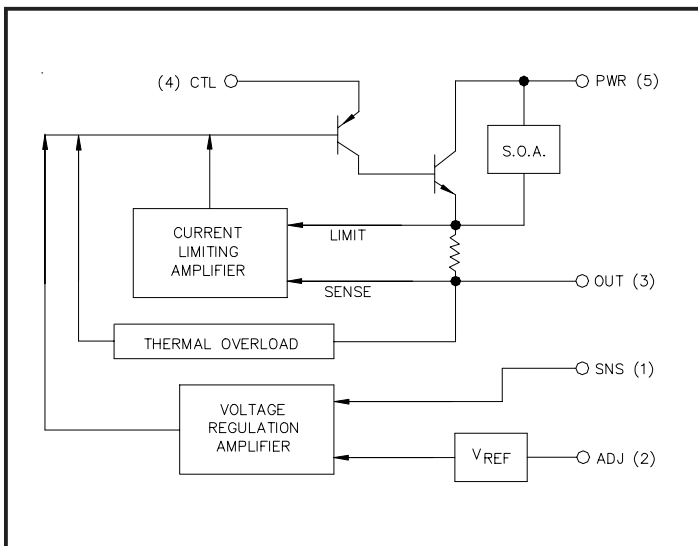 (4) CTL
PWR (5)
S.O.A.
CURRENT
LIMITING
AMPLIFIER
LIMIT
SENSE
OUT (3)
THERMAL OVERLOAD
SNS (1)
VOLTAGE
REGULATION
AMPLIFIER
VREF
ADJ (2)